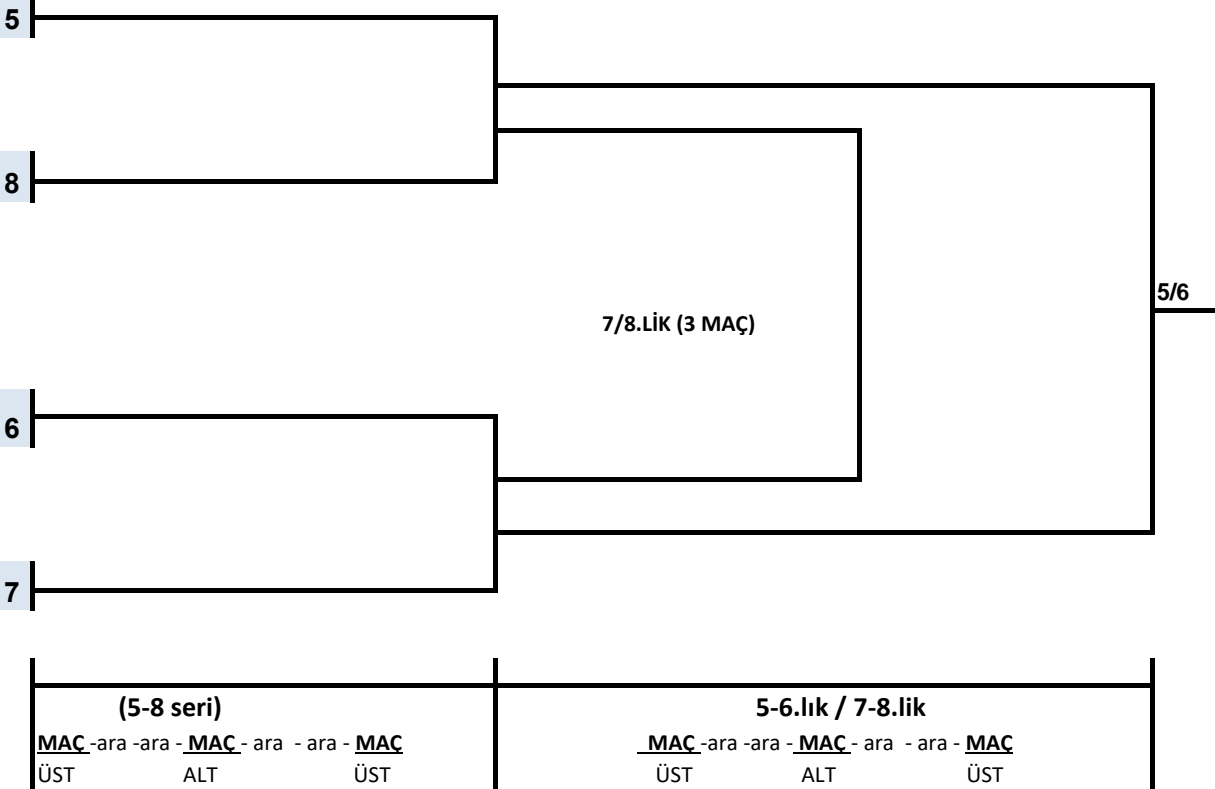 5
8
5/6
7/8.LİK (3 MAÇ)
6
7
(5-8 seri)
5-6.lık / 7-8.lik
MAÇ -ara -ara - MAÇ - ara - ara - MAÇ
MAÇ -ara -ara - MAÇ - ara - ara - MAÇ
ÜST ALT ÜST
ÜST ALT ÜST